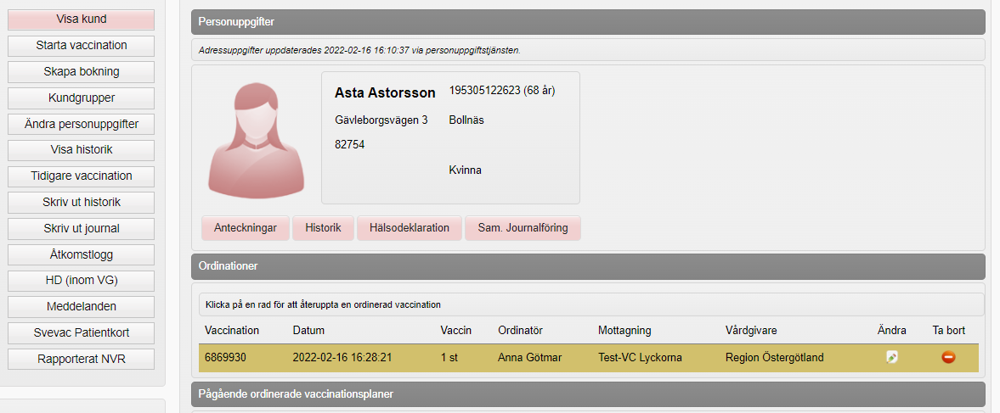 Visa kund
Starta vaccination
Skapa bokning
Kundgrupper
Ändra personuppgifter
Visa historik
Tidigare vaccination
Skriv ut historik
Skriv ut journal
Åtkomstlogg
HD (inom VG)
Meddelanden
Svevac Patientkort
Rapporterat NVR
Personuppgifter
Adressuppgifter uppdaterades 2022-02-16 16:10:37 via personuppgiftstjänsten.
Asta Astorsson 195305122623 (68 år)
Gävleborgsvägen 3 Bollnäs
82754
Kvinna
Anteckningar Historik Hälsodeklaration Sam. Journalföring
Ordinationer
Klicka på en rad för att återuppta en ordinerad vaccination
Vaccination Datum Vaccin Ordinatör Mottagning Vårdgivare Ändra Ta bort
6869930 2022-02-16 16:28:21 1 st Anna Götmar Test-VC Lyckorna Region Östergötland
Pågående ordinerade vaccinationsplaner